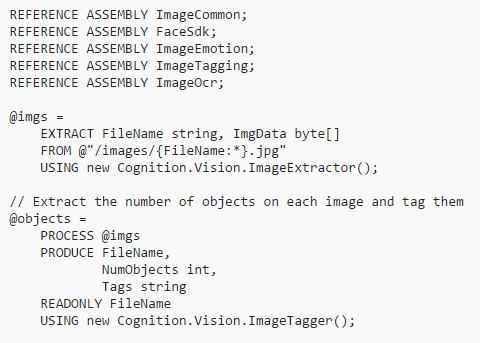 REFERENCE ASSEMBLY ImageCommon;
REFERENCE ASSEMBLY FaceSdk;
REFERENCE ASSEMBLY ImageEmotion;
REFERENCE ASSEMBLY ImageTagging;
REFERENCE ASSEMBLY ImageOcr;

@imgs =
    EXTRACT FileName string, ImgData byte[]
    FROM @"/images/{FileName:*}.jpg"
    USING new Cognition.Vision.ImageExtractor();

// Extract the number of objects on each image and tag them
@objects =
    PROCESS @imgs
    PRODUCE FileName,
            NumObjects int,
            Tags string
    READONLY FileName
    USING new Cognition.Vision.ImageTagger();